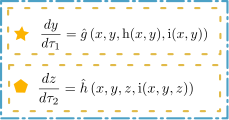 dy/dτ₁ = ĝ (x, y, h(x, y), i(x, y))
dz/dτ₂ = ĥ (x, y, z, i(x, y, z))